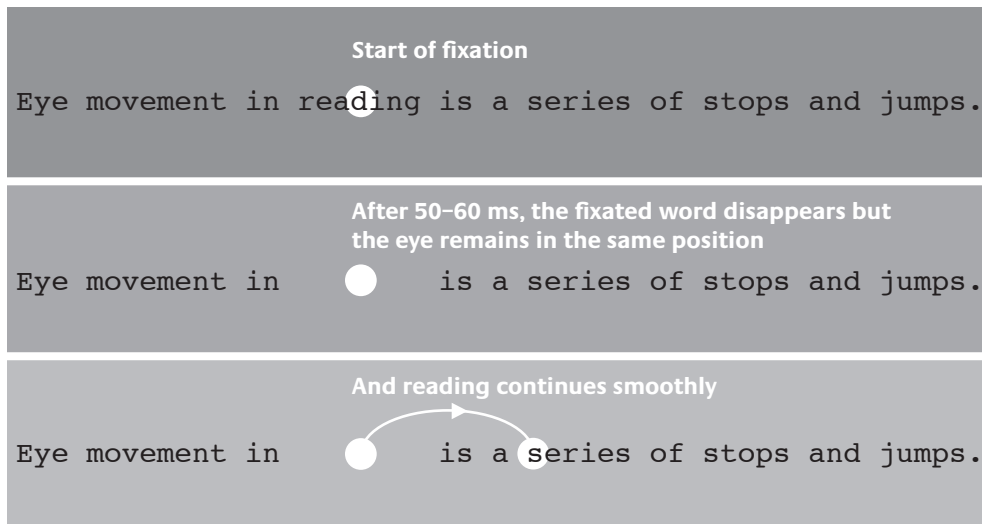 Start of fixation
Eye movement in reading is a series of stops and jumps.
After 50–60 ms, the fixated word disappears but
the eye remains in the same position
Eye movement in is a series of stops and jumps.
And reading continues smoothly
Eye movement in is a series of stops and jumps.